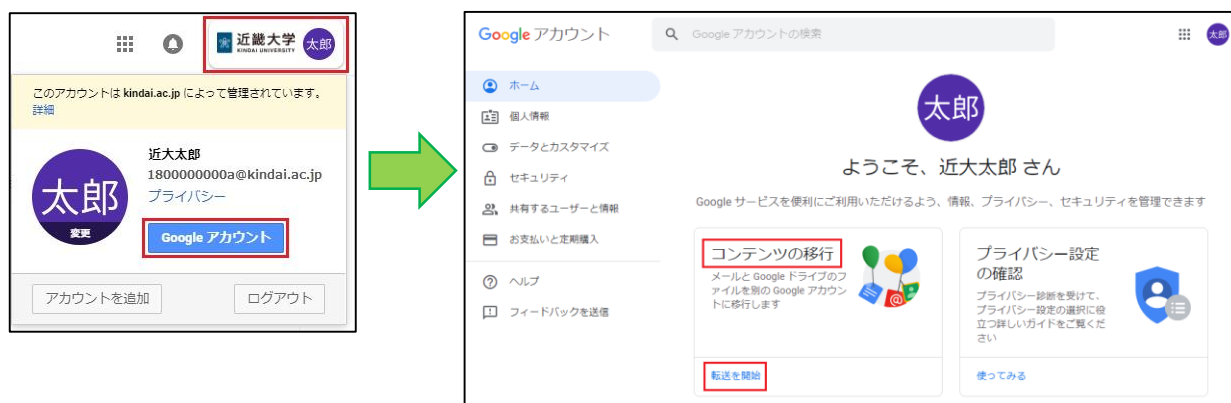 近畿大学
KINDAI UNIVERSITY
太郎
このアカウントは kindai.ac.jp によって管理されています。
詳細
太郎
変更
近大太郎
1800000000a@kindai.ac.jp
プライバシー
Google アカウント
アカウントを追加
ログアウト
Google アカウント
Google アカウントの検索
太郎
ホーム
個人情報
データとカスタマイズ
セキュリティ
共有するユーザーと情報
お支払いと定期購入
ヘルプ
フィードバックを送信
太郎
ようこそ、近大太郎 さん
Google サービスを便利にご利用いただけるよう、情報、プライバシー、セキュリティを管理できます
コンテンツの移行
メールと Google ドライブのフ
ァイルを別の Google アカウン
トに移行します
転送を開始
プライバシー設定
の確認
プライバシー診断を受けて、
プライバシー設定の選択に役
立つ詳しいガイドをご覧くだ
さい
使ってみる